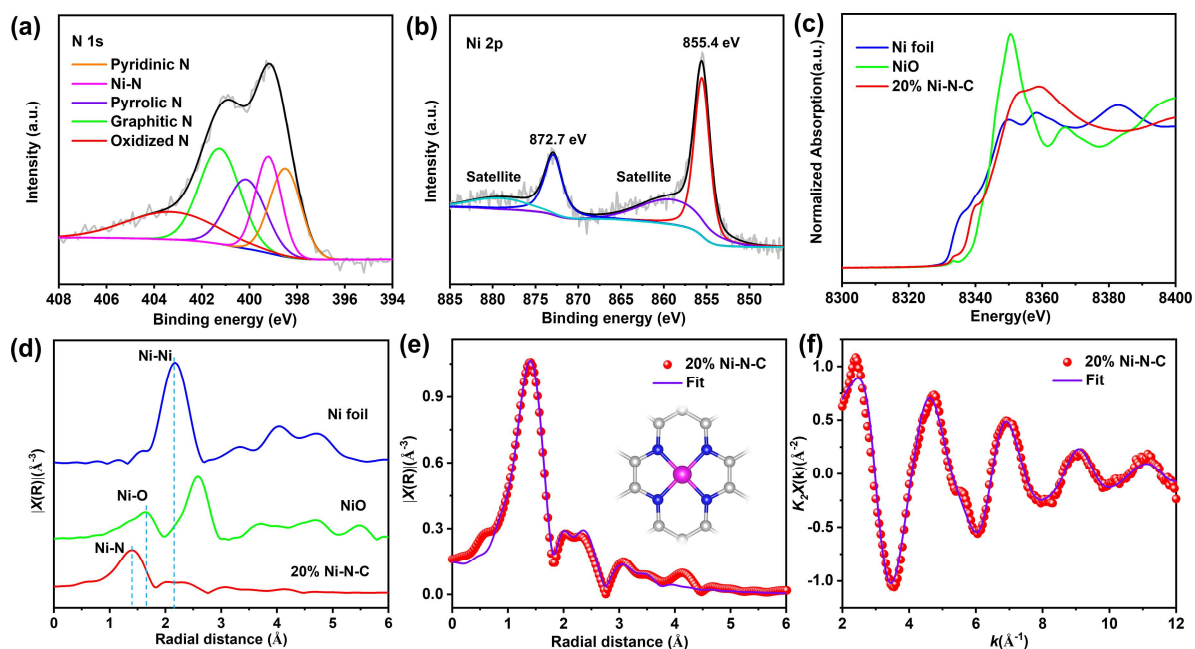 (a)
N 1s
Pyridinic N
Ni-N
Pyrrolic N
Graphitic N
Oxidized N
Intensity (a.u.)
408 406 404 402 400 398 396 394
Binding energy (eV)
(b)
Ni 2p
855.4 eV
872.7 eV
Satellite
Satellite
Intensity (a.u.)
885 880 875 870 865 860 855 850
Binding energy (eV)
(c)
Ni foil
NiO
20% Ni-N-C
Normalized Absorption(a.u.)
8300 8320 8340 8360 8380 8400
Energy(eV)
(d)
Ni-Ni
Ni foil
Ni-O
NiO
Ni-N
20% Ni-N-C
|X(R)|(Å⁻³)
0 1 2 3 4 5 6
Radial distance (Å)
(e)
20% Ni-N-C
Fit
|X(R)|(Å⁻³)
0.9
0.6
0.3
0.0
0 1 2 3 4 5 6
Radial distance (Å)
(f)
20% Ni-N-C
Fit
K₂X(k)|(Å⁻²)
1.0
0.5
0.0
-0.5
-1.0
2 4 6 8 10 12
k(Å⁻¹)